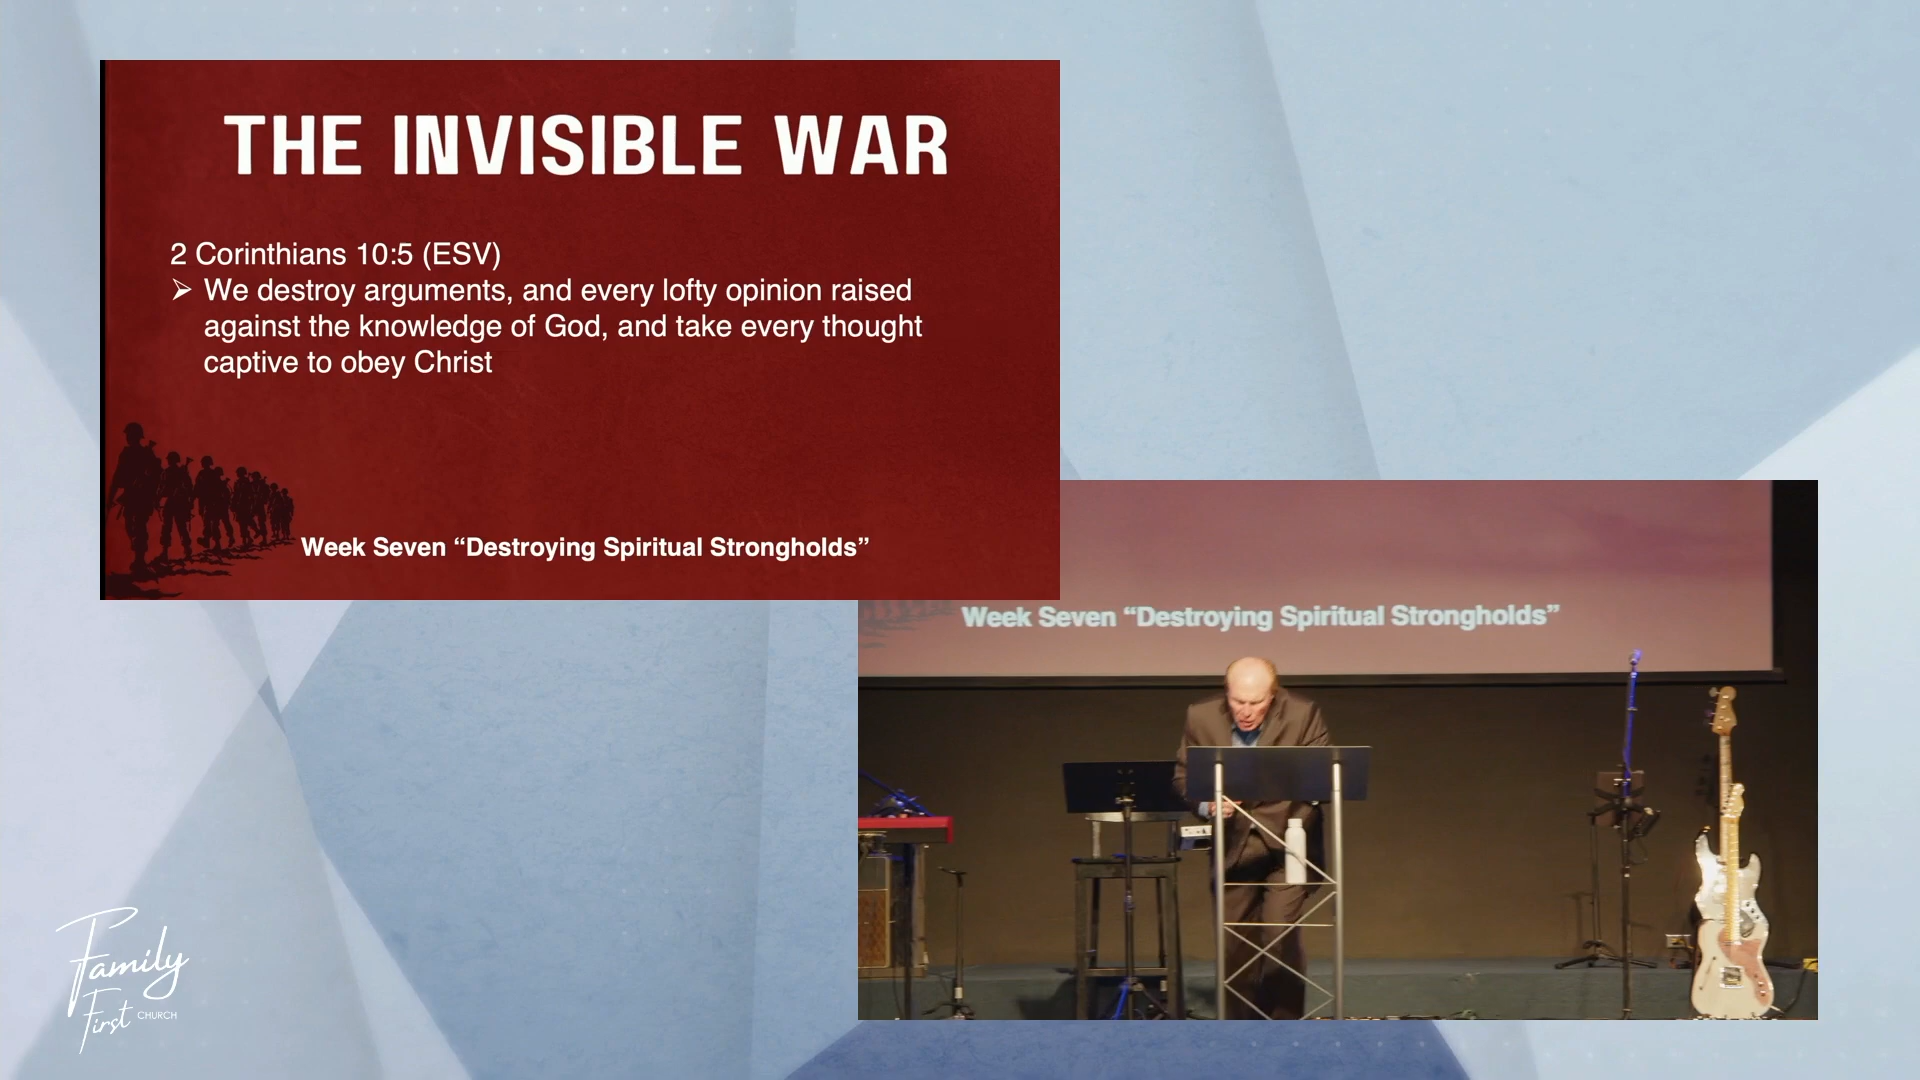 THE INVISIBLE WAR
2 Corinthians 10:5 (ESV)
➢ We destroy arguments, and every lofty opinion raised
against the knowledge of God, and take every thought
captive to obey Christ
Week Seven “Destroying Spiritual Strongholds”
Week Seven “Destroying Spiritual Strongholds”
Family
First CHURCH